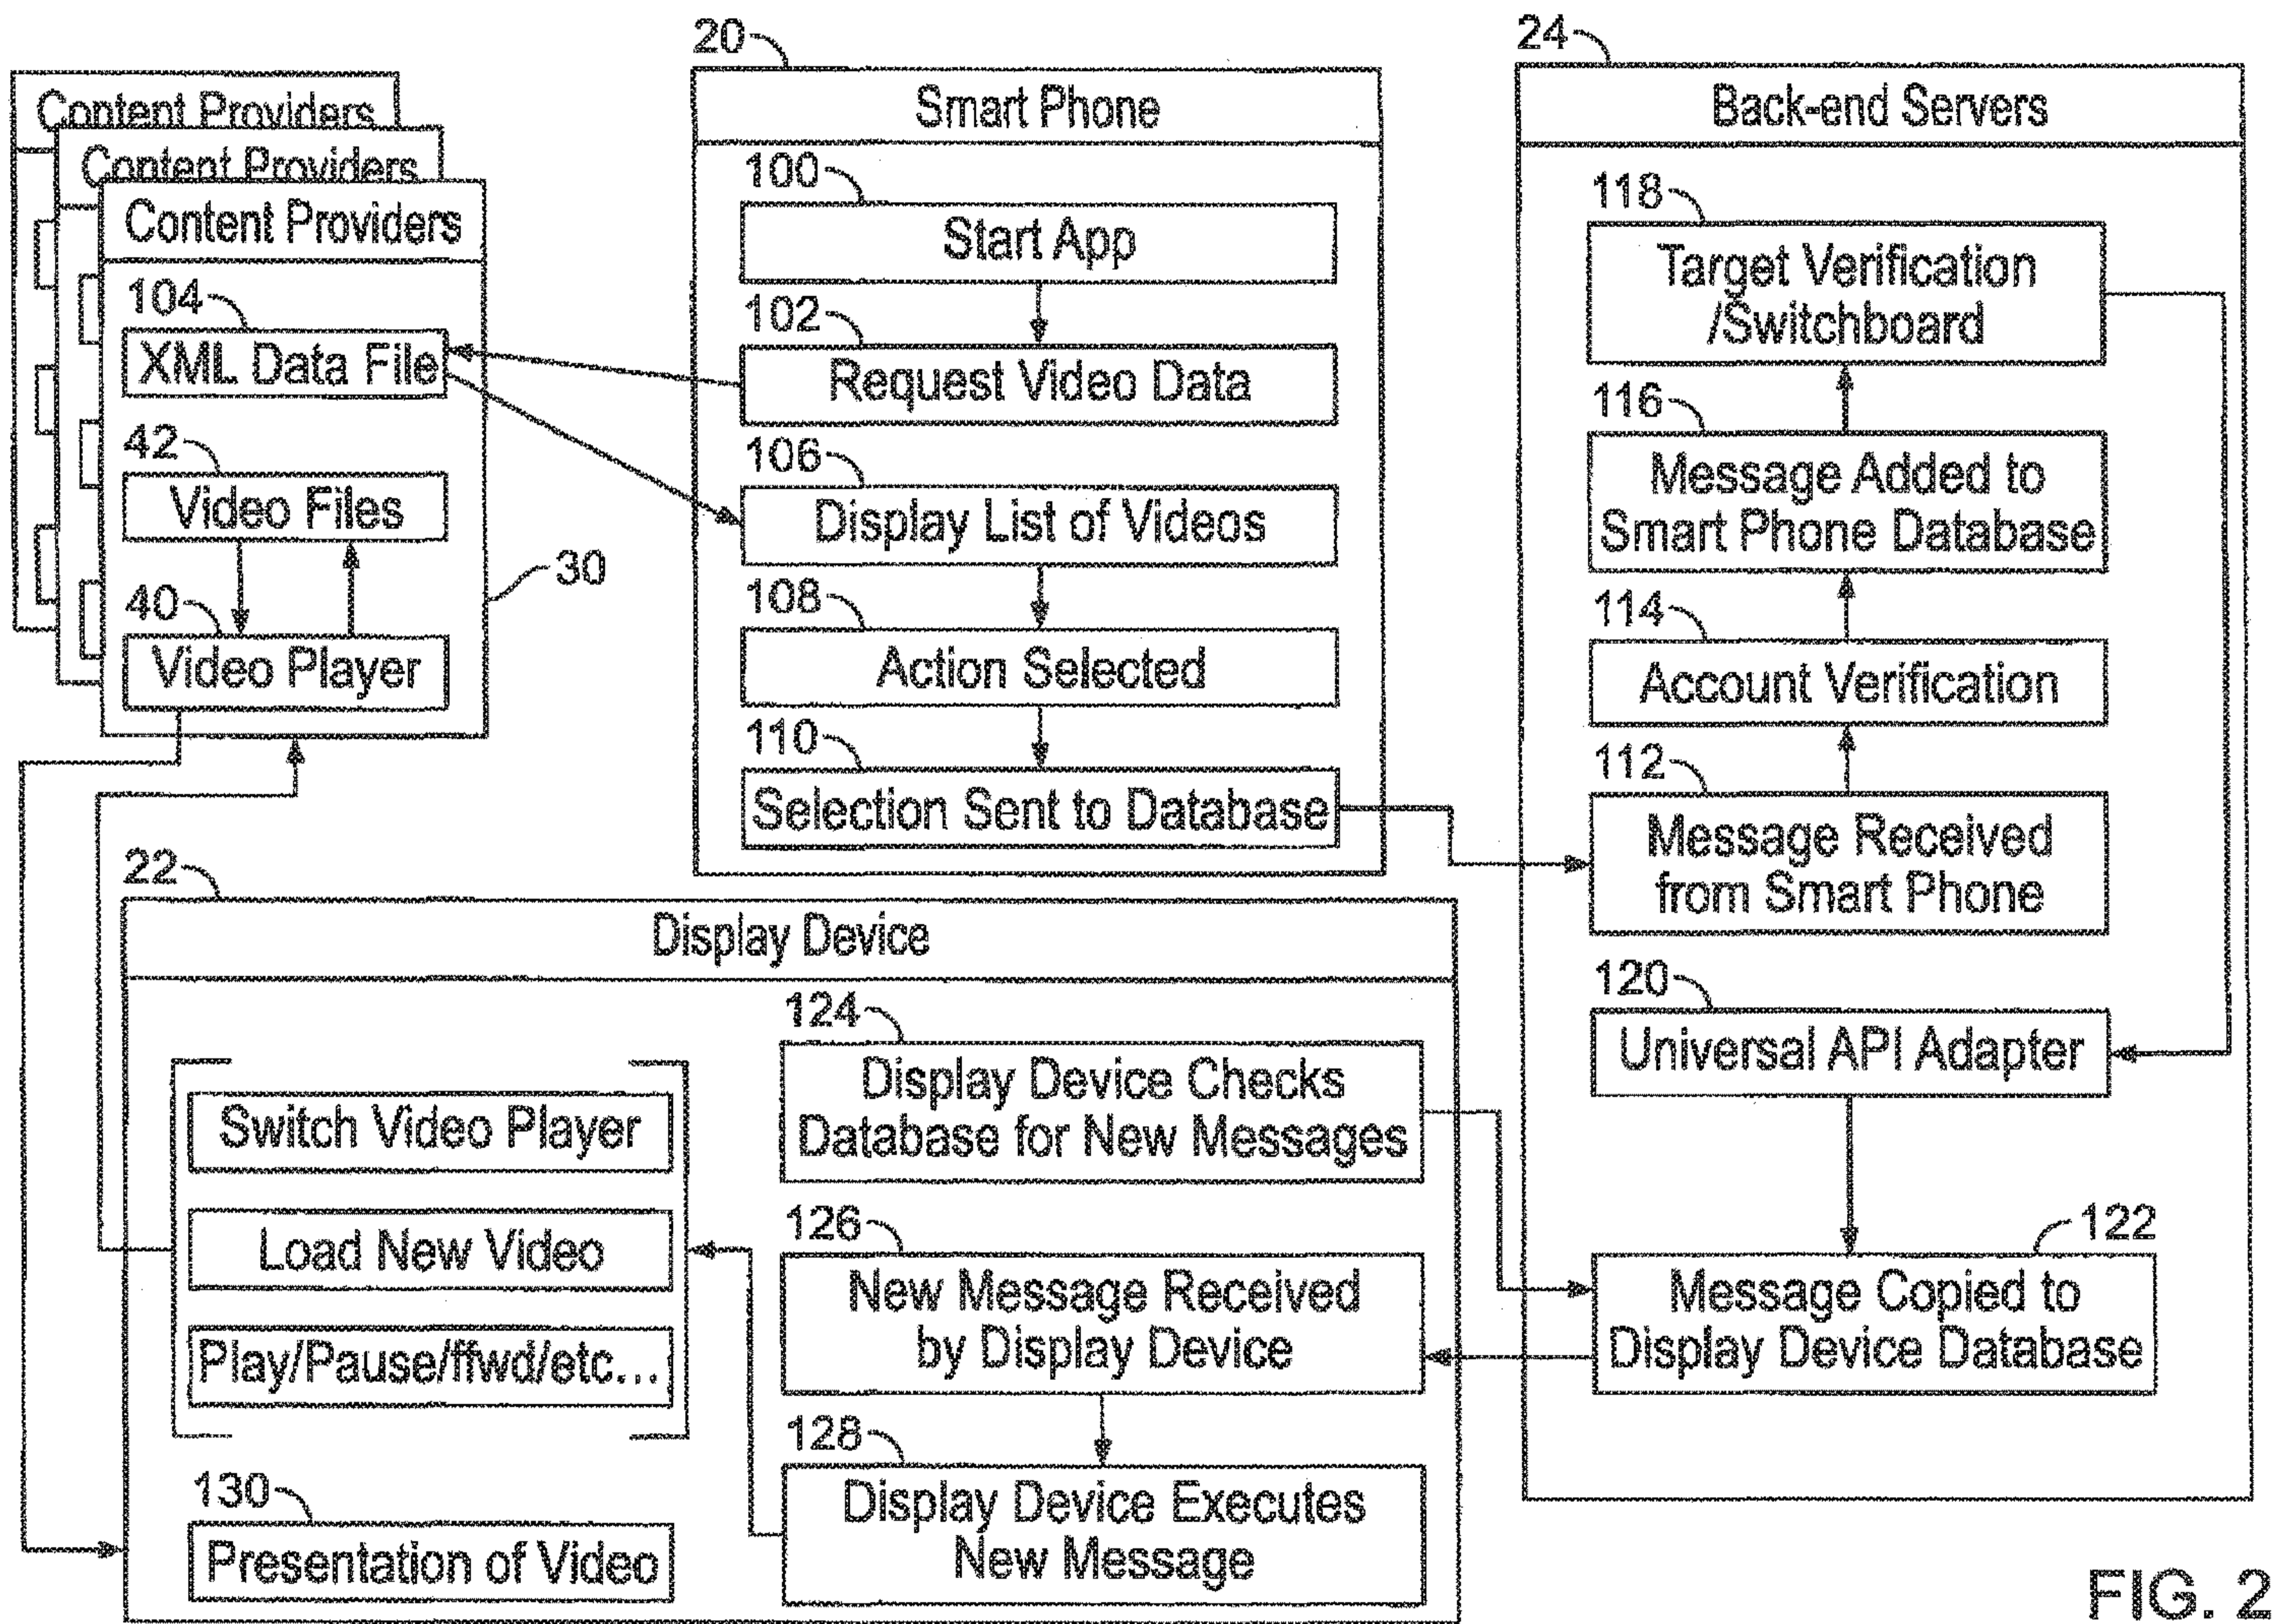 Content Providers
Content Providers
Content Providers
104
XML Data File
42
Video Files
40
Video Player
30
20
Smart Phone
100
Start App
102
Request Video Data
106
Display List of Videos
108
Action Selected
110
Selection Sent to Database
24
Back-end Servers
118
Target Verification
/Switchboard
116
Message Added to
Smart Phone Database
114
Account Verification
112
Message Received
from Smart Phone
120
Universal API Adapter
122
Message Copied to
Display Device Database
22
Display Device
124
Display Device Checks
Database for New Messages
126
New Message Received
by Display Device
128
Display Device Executes
New Message
Switch Video Player
Load New Video
Play/Pause/ffwd/etc...
130
Presentation of Video
FIG. 2